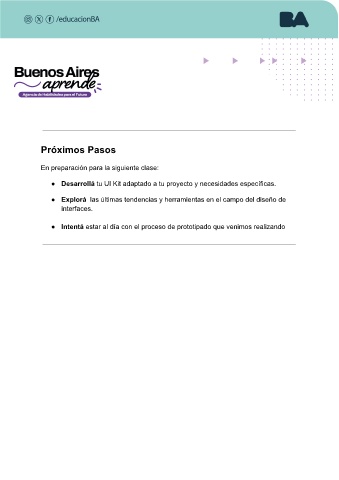 /educacionBA
BA
Buenos Aires
aprende
Agencia de Habilidades para el Futuro
Próximos Pasos
En preparación para la siguiente clase:
● Desarrollá tu UI Kit adaptado a tu proyecto y necesidades específicas.
● Explorá las últimas tendencias y herramientas en el campo del diseño de
interfaces.
● Intentá estar al día con el proceso de prototipado que venimos realizando